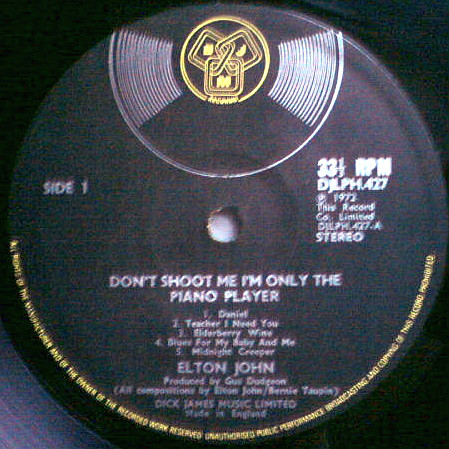 DJM
RECORDS
SIDE 1
33⅓ RPM
DJLPH.427
℗ 1972
This Record
Co. Limited
DJLPH.427-A
STEREO
DON'T SHOOT ME I'M ONLY THE
PIANO PLAYER
1. Daniel
2. Teacher I Need You
3. Elderberry Wine
4. Blues For My Baby And Me
5. Midnight Creeper
ELTON JOHN
Produced by Gus Dudgeon
(All compositions by Elton John/Bernie Taupin)
DICK JAMES MUSIC LIMITED
Made in England
ALL RIGHTS OF THE MANUFACTURER AND OF THE OWNER OF THE RECORDED WORK RESERVED UNAUTHORISED PUBLIC PERFORMANCE BROADCASTING AND COPYING OF THIS RECORD PROHIBITED